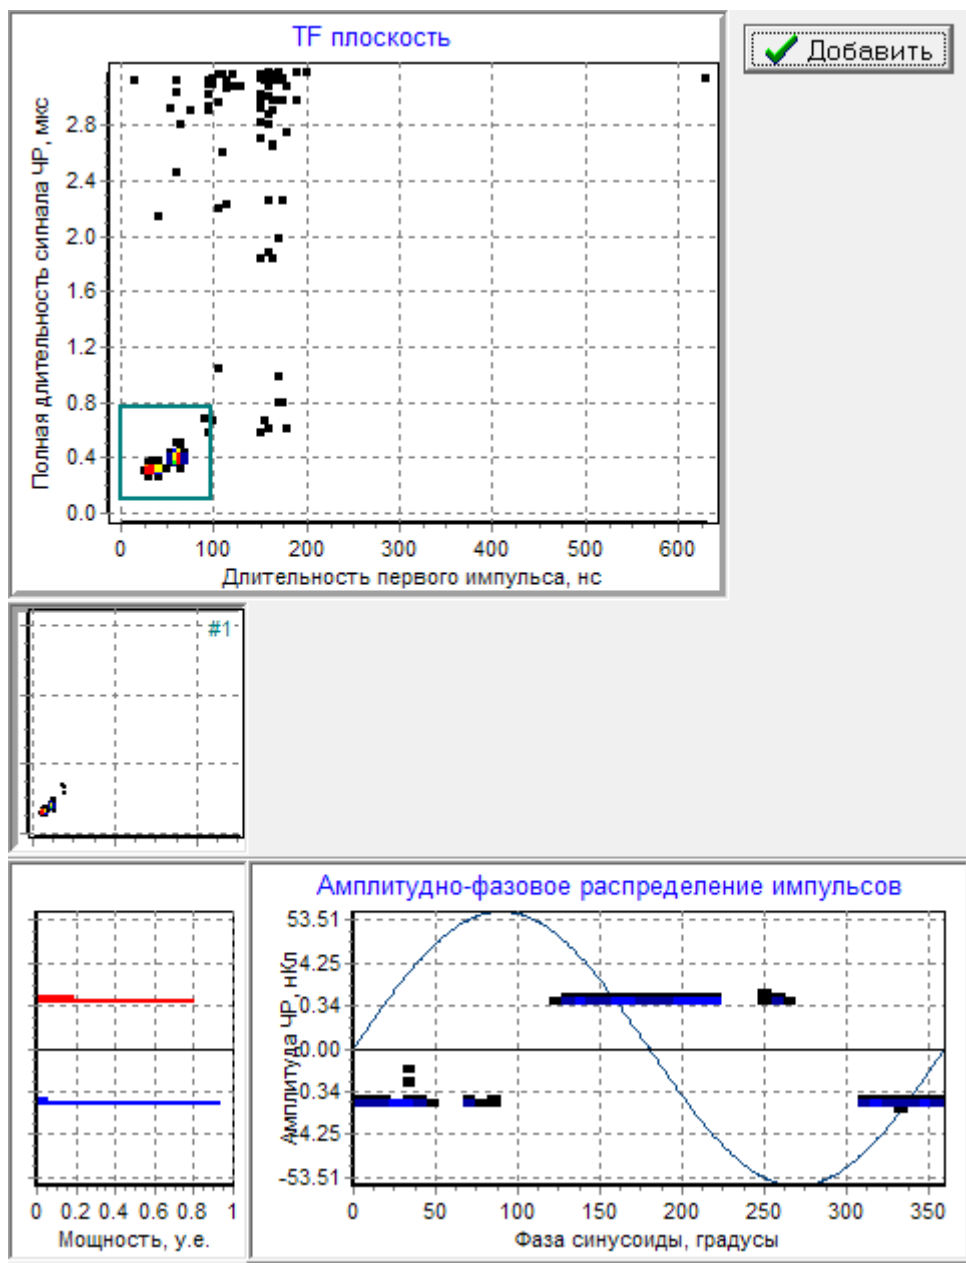 TF плоскость
Добавить
Полная длительность сигнала ЧР, мкс
2.8
2.4
2.0
1.6
1.2
0.8
0.4
0.0
0 100 200 300 400 500 600
Длительность первого импульса, нс
#1
Амплитудно-фазовое распределение импульсов
Амплитуда ЧР, нКл
53.51
4.25
0.34
0.00
0.34
4.25
-53.51
0 0.2 0.4 0.6 0.8 1
0 50 100 150 200 250 300 350
Мощность, у.е.
Фаза синусоиды, градусы